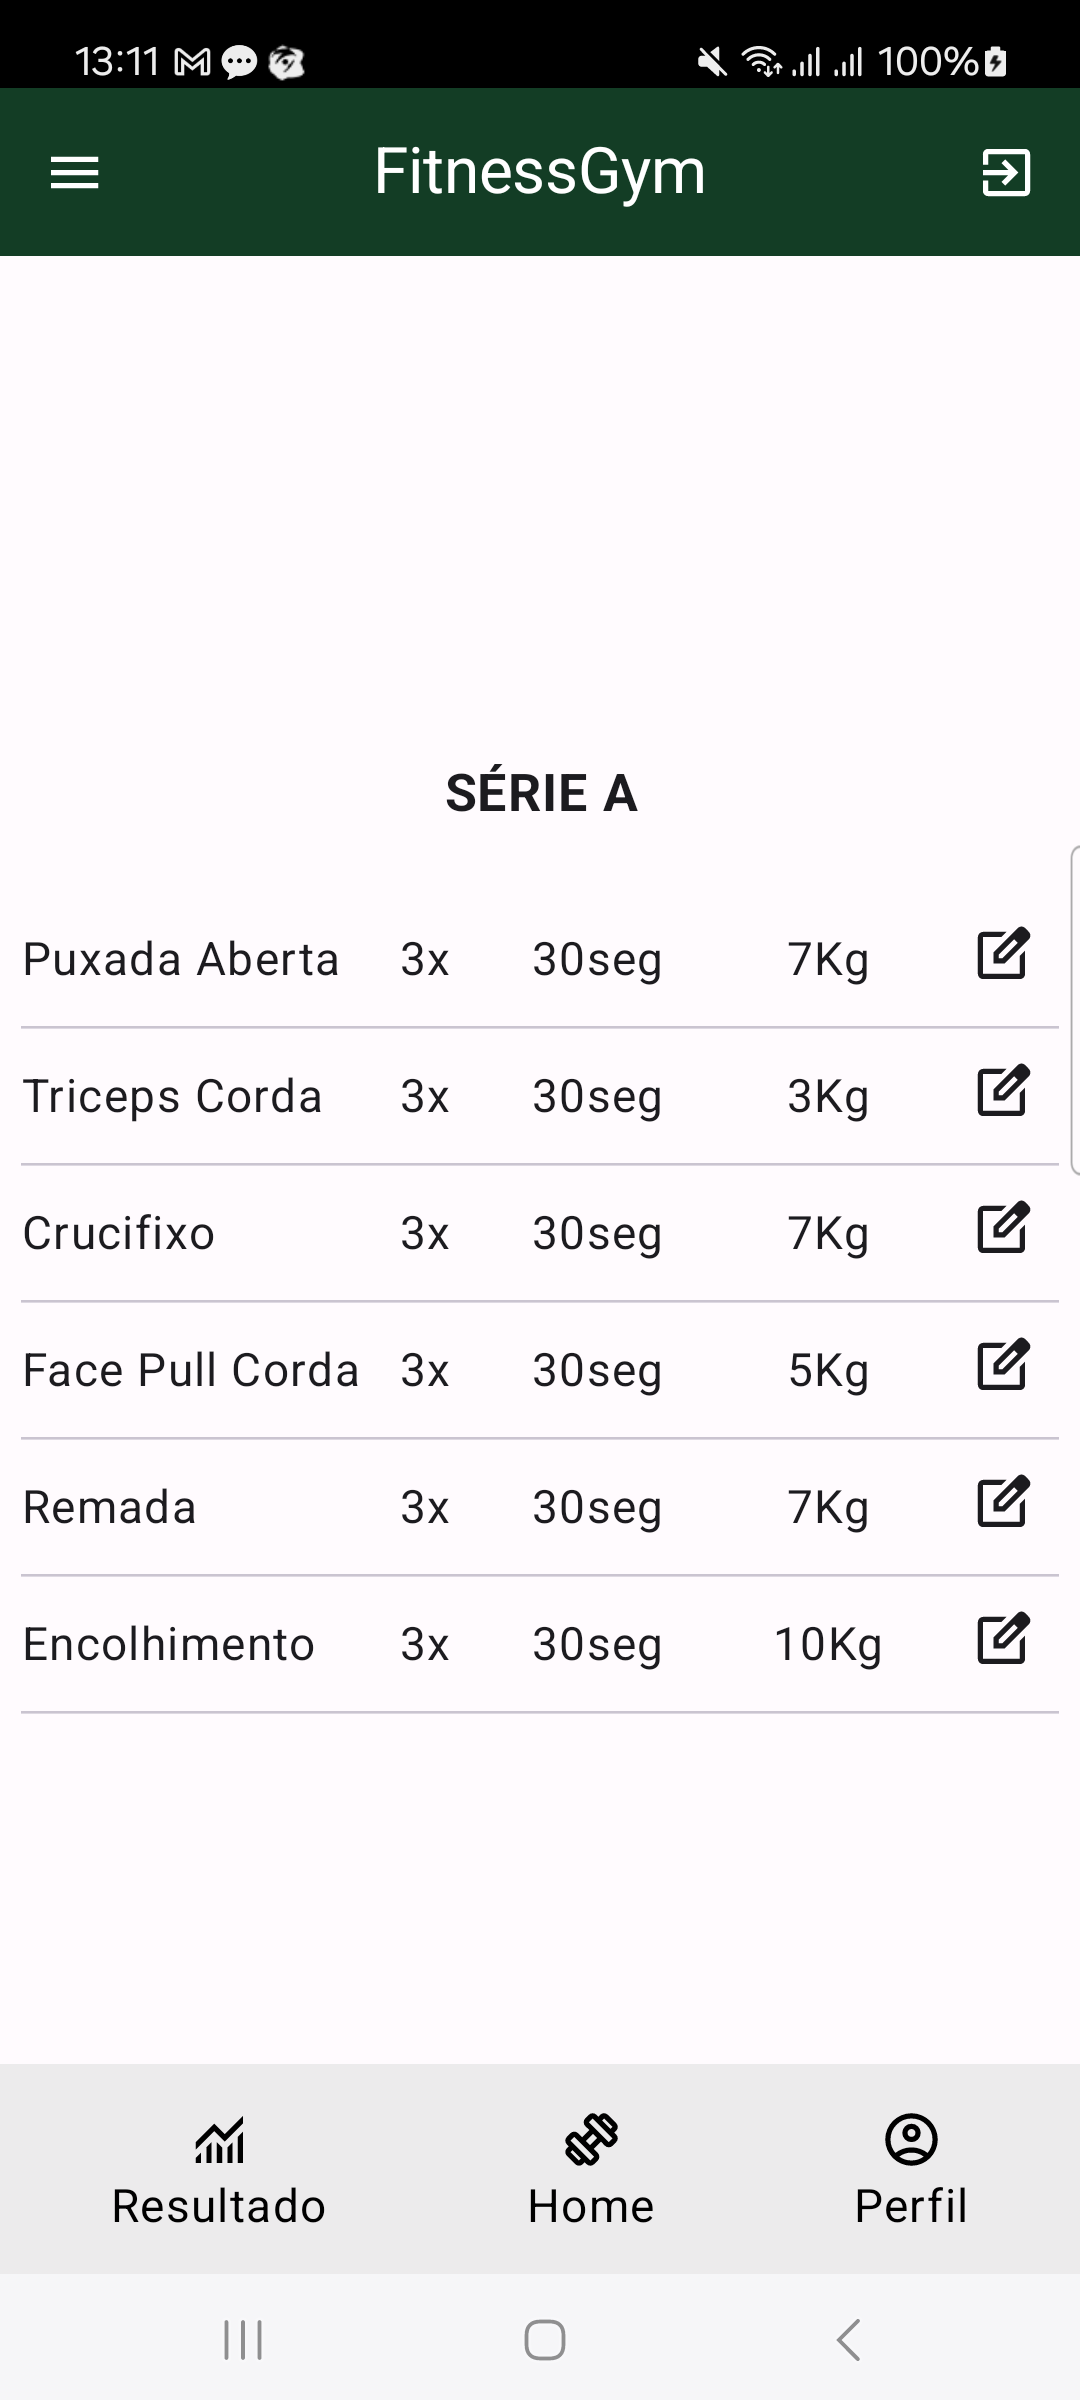 13:11 100%
FitnessGym
SÉRIE A
Puxada Aberta 3x 30seg 7Kg
Triceps Corda 3x 30seg 3Kg
Crucifixo 3x 30seg 7Kg
Face Pull Corda 3x 30seg 5Kg
Remada 3x 30seg 7Kg
Encolhimento 3x 30seg 10Kg
Resultado Home Perfil